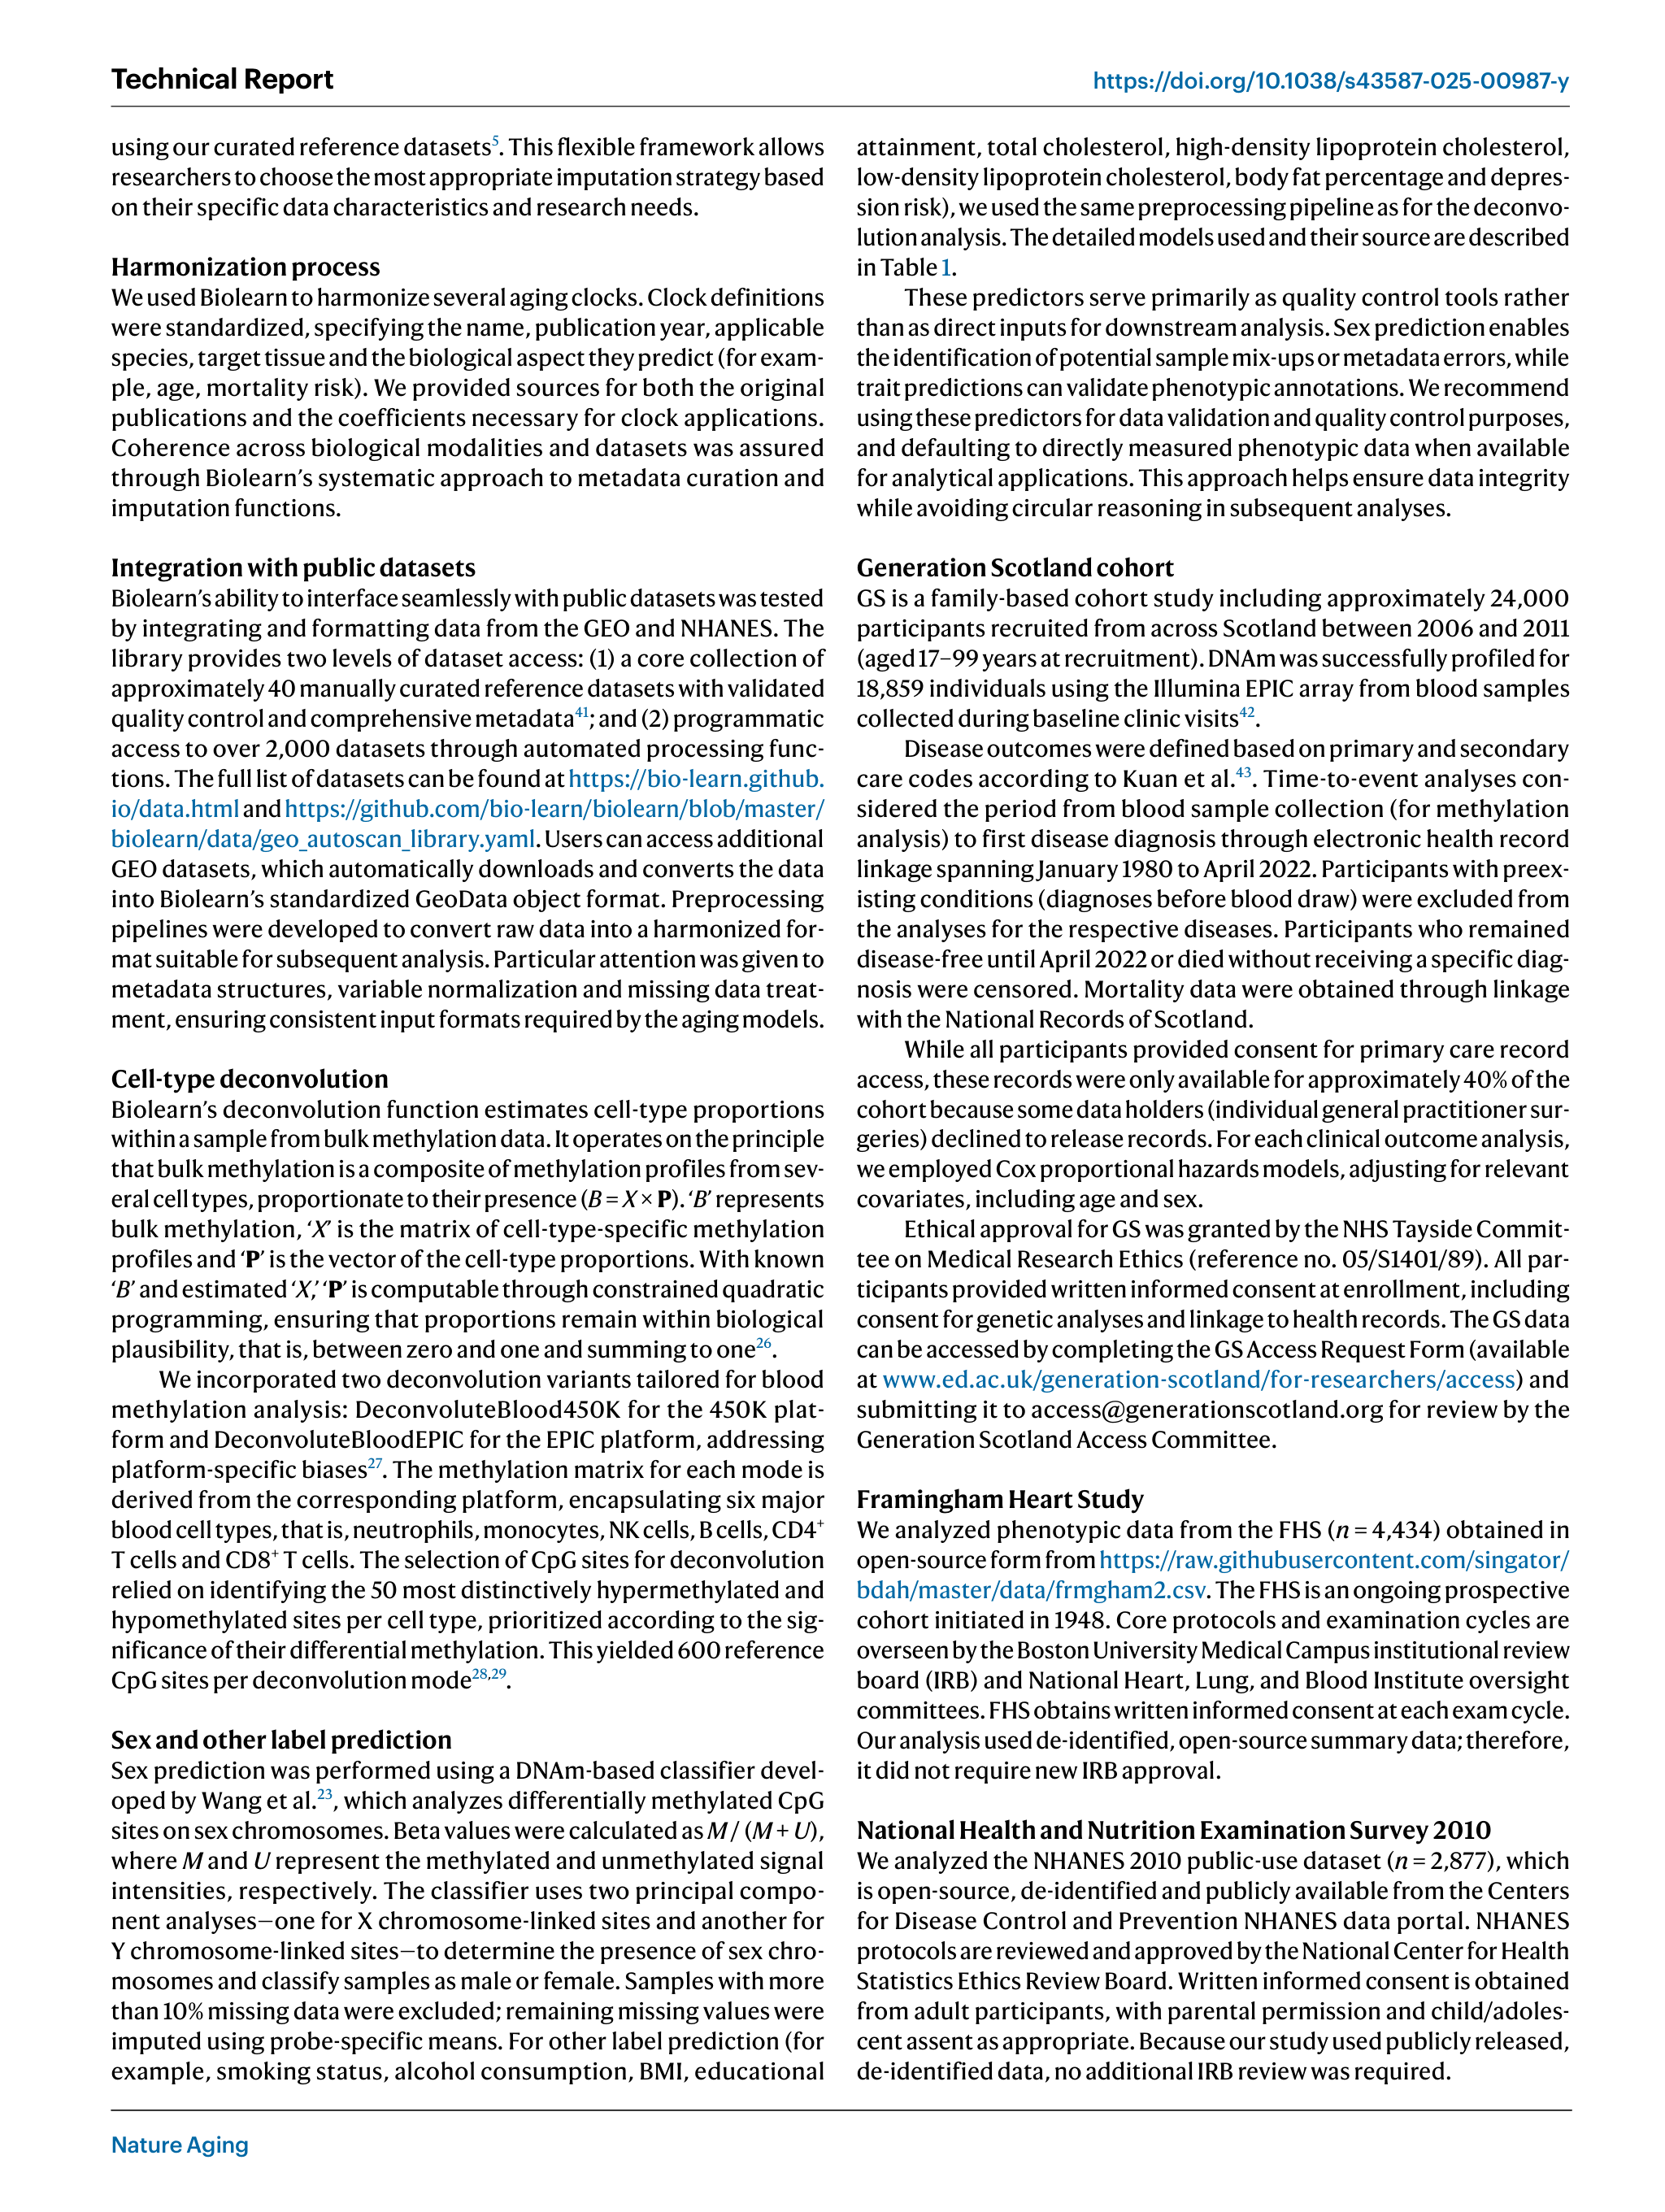 Technical Report
https://doi.org/10.1038/s43587-025-00987-y
using our curated reference datasets5. This flexible framework allows
researchers to choose the most appropriate imputation strategy based
on their specific data characteristics and research needs.
Harmonization process
We used Biolearn to harmonize several aging clocks. Clock definitions
were standardized, specifying the name, publication year, applicable
species, target tissue and the biological aspect they predict (for exam-
ple, age, mortality risk). We provided sources for both the original
publications and the coefficients necessary for clock applications.
Coherence across biological modalities and datasets was assured
through Biolearn’s systematic approach to metadata curation and
imputation functions.
Integration with public datasets
Biolearn’s ability to interface seamlessly with public datasets was tested
by integrating and formatting data from the GEO and NHANES. The
library provides two levels of dataset access: (1) a core collection of
approximately 40 manually curated reference datasets with validated
quality control and comprehensive metadata41; and (2) programmatic
access to over 2,000 datasets through automated processing func-
tions. The full list of datasets can be found at https://bio-learn.github.
io/data.html and https://github.com/bio-learn/biolearn/blob/master/
biolearn/data/geo_autoscan_library.yaml. Users can access additional
GEO datasets, which automatically downloads and converts the data
into Biolearn’s standardized GeoData object format. Preprocessing
pipelines were developed to convert raw data into a harmonized for-
mat suitable for subsequent analysis. Particular attention was given to
metadata structures, variable normalization and missing data treat-
ment, ensuring consistent input formats required by the aging models.
Cell-type deconvolution
Biolearn’s deconvolution function estimates cell-type proportions
within a sample from bulk methylation data. It operates on the principle
that bulk methylation is a composite of methylation profiles from sev-
eral cell types, proportionate to their presence (B = X × P). ‘B’ represents
bulk methylation, ‘X’ is the matrix of cell-type-specific methylation
profiles and ‘P’ is the vector of the cell-type proportions. With known
‘B’ and estimated ‘X,’ ‘P’ is computable through constrained quadratic
programming, ensuring that proportions remain within biological
plausibility, that is, between zero and one and summing to one26.
We incorporated two deconvolution variants tailored for blood
methylation analysis: DeconvoluteBlood450K for the 450K plat-
form and DeconvoluteBloodEPIC for the EPIC platform, addressing
platform-specific biases27. The methylation matrix for each mode is
derived from the corresponding platform, encapsulating six major
blood cell types, that is, neutrophils, monocytes, NK cells, B cells, CD4+
T cells and CD8+ T cells. The selection of CpG sites for deconvolution
relied on identifying the 50 most distinctively hypermethylated and
hypomethylated sites per cell type, prioritized according to the sig-
nificance of their differential methylation. This yielded 600 reference
CpG sites per deconvolution mode28,29.
Sex and other label prediction
Sex prediction was performed using a DNAm-based classifier devel-
oped by Wang et al.23, which analyzes differentially methylated CpG
sites on sex chromosomes. Beta values were calculated as M / (M + U),
where M and U represent the methylated and unmethylated signal
intensities, respectively. The classifier uses two principal compo-
nent analyses—one for X chromosome-linked sites and another for
Y chromosome-linked sites—to determine the presence of sex chro-
mosomes and classify samples as male or female. Samples with more
than 10% missing data were excluded; remaining missing values were
imputed using probe-specific means. For other label prediction (for
example, smoking status, alcohol consumption, BMI, educational
attainment, total cholesterol, high-density lipoprotein cholesterol,
low-density lipoprotein cholesterol, body fat percentage and depres-
sion risk), we used the same preprocessing pipeline as for the deconvo-
lution analysis. The detailed models used and their source are described
in Table 1.
These predictors serve primarily as quality control tools rather
than as direct inputs for downstream analysis. Sex prediction enables
the identification of potential sample mix-ups or metadata errors, while
trait predictions can validate phenotypic annotations. We recommend
using these predictors for data validation and quality control purposes,
and defaulting to directly measured phenotypic data when available
for analytical applications. This approach helps ensure data integrity
while avoiding circular reasoning in subsequent analyses.
Generation Scotland cohort
GS is a family-based cohort study including approximately 24,000
participants recruited from across Scotland between 2006 and 2011
(aged 17–99 years at recruitment). DNAm was successfully profiled for
18,859 individuals using the Illumina EPIC array from blood samples
collected during baseline clinic visits42.
Disease outcomes were defined based on primary and secondary
care codes according to Kuan et al.43. Time-to-event analyses con-
sidered the period from blood sample collection (for methylation
analysis) to first disease diagnosis through electronic health record
linkage spanning January 1980 to April 2022. Participants with preex-
isting conditions (diagnoses before blood draw) were excluded from
the analyses for the respective diseases. Participants who remained
disease-free until April 2022 or died without receiving a specific diag-
nosis were censored. Mortality data were obtained through linkage
with the National Records of Scotland.
While all participants provided consent for primary care record
access, these records were only available for approximately 40% of the
cohort because some data holders (individual general practitioner sur-
geries) declined to release records. For each clinical outcome analysis,
we employed Cox proportional hazards models, adjusting for relevant
covariates, including age and sex.
Ethical approval for GS was granted by the NHS Tayside Commit-
tee on Medical Research Ethics (reference no. 05/S1401/89). All par-
ticipants provided written informed consent at enrollment, including
consent for genetic analyses and linkage to health records. The GS data
can be accessed by completing the GS Access Request Form (available
at www.ed.ac.uk/generation-scotland/for-researchers/access) and
submitting it to access@generationscotland.org for review by the
Generation Scotland Access Committee.
Framingham Heart Study
We analyzed phenotypic data from the FHS (n = 4,434) obtained in
open-source form from https://raw.githubusercontent.com/singator/
bdah/master/data/frmgham2.csv. The FHS is an ongoing prospective
cohort initiated in 1948. Core protocols and examination cycles are
overseen by the Boston University Medical Campus institutional review
board (IRB) and National Heart, Lung, and Blood Institute oversight
committees. FHS obtains written informed consent at each exam cycle.
Our analysis used de-identified, open-source summary data; therefore,
it did not require new IRB approval.
National Health and Nutrition Examination Survey 2010
We analyzed the NHANES 2010 public-use dataset (n = 2,877), which
is open-source, de-identified and publicly available from the Centers
for Disease Control and Prevention NHANES data portal. NHANES
protocols are reviewed and approved by the National Center for Health
Statistics Ethics Review Board. Written informed consent is obtained
from adult participants, with parental permission and child/adoles-
cent assent as appropriate. Because our study used publicly released,
de-identified data, no additional IRB review was required.
Nature Aging